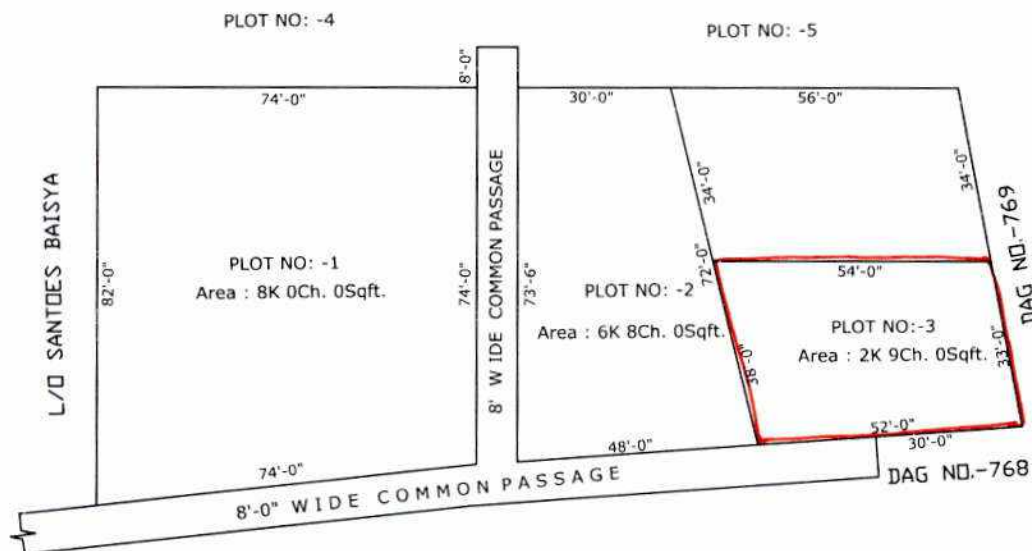 PLOT NO: -4
PLOT NO: -5
8'-0"
74'-0"
30'-0"
56'-0"
L/O SANTOES BAISYA
82'-0"
PLOT NO: -1
Area : 8K 0Ch. 0Sqft.
74'-0"
8' W IDE COMMON PASSAGE
73'-6"
34'-0"
34'-0"
DAG NO.-769
72'-0"
54'-0"
PLOT NO: -2
Area : 6K 8Ch. 0Sqft.
PLOT NO:-3
Area : 2K 9Ch. 0Sqft.
38'-0"
33'-0"
52'-0"
48'-0"
30'-0"
74'-0"
8'-0" WIDE COMMON PASSAGE
DAG NO.-768